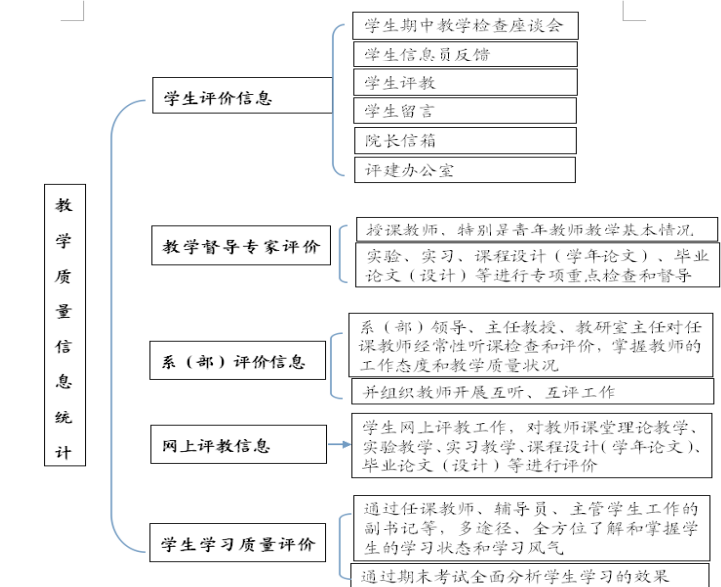 教学质量信息统计
学生评价信息
学生期中教学检查座谈会
学生信息员反馈
学生评教
学生留言
院长信箱
评建办公室
教学督导专家评价
授课教师、特别是青年教师教学基本情况
实验、实习、课程设计（学年论文）、毕业
论文（设计）等进行专项重点检查和督导
系（部）评价信息
系（部）领导、主任教授、教研室主任对任
课教师经常性听课检查和评价，掌握教师的
工作态度和教学质量状况
并组织教师开展互听、互评工作
网上评教信息
学生网上评教工作，对教师课堂理论教学、
实验教学、实习教学、课程设计（学年论文）、
毕业论文（设计）等进行评价
学生学习质量评价
通过任课教师、辅导员、主管学生工作的
副书记等，多途径、全方位了解和掌握学
生的学习状态和学习风气
通过期末考试全面分析学生学习的效果